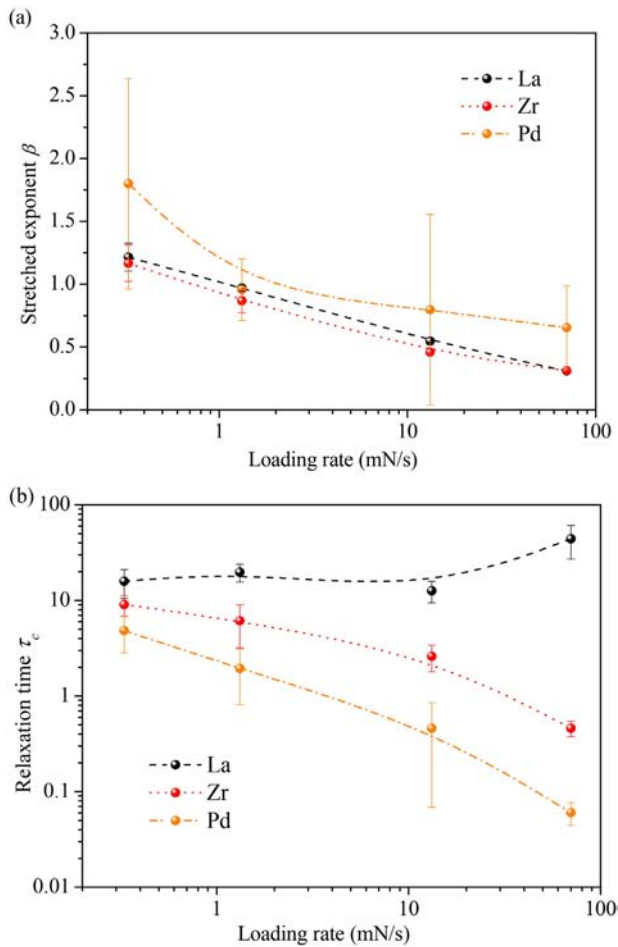 (a)
3.0
2.5
2.0
1.5
1.0
0.5
0.0
Stretched exponent β
La
Zr
Pd
1 10 100
Loading rate (mN/s)
(b)
100
10
1
0.1
0.01
Relaxation time τc
La
Zr
Pd
1 10 100
Loading rate (mN/s)